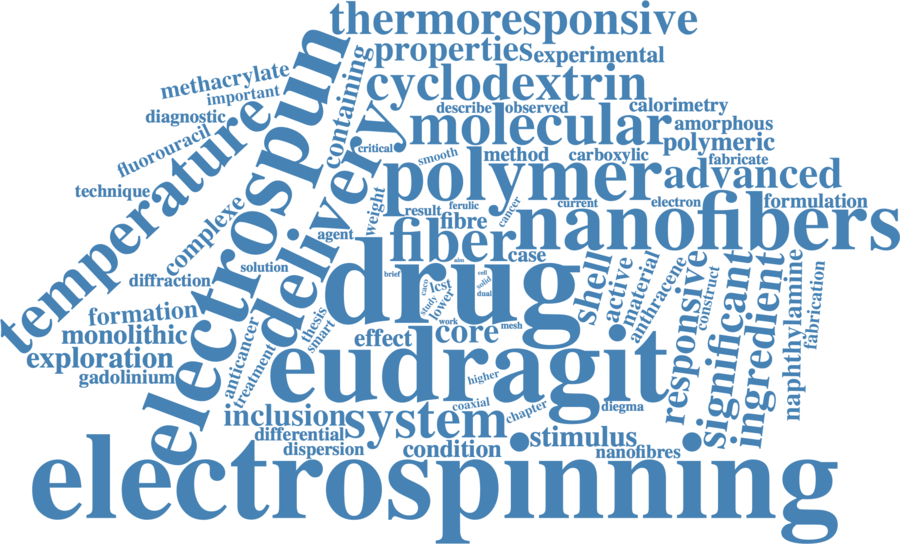 thermoresponsive
properties
experimental
methacrylate
important
containing
cyclodextrin
describe
observed
calorimetry
diagnostic
molecular
amorphous
fluorouracil
temperature
electrospun
delivery
critical
smooth
method
carboxylic
polymeric
fabricate
technique
complexe
weight
polymer
advanced
result
ferulic
cancer
current
electron
formulation
agent
fibre
nanofibers
fiber
case
diffraction
solution
drug
aim
brief
caco
lcst
cell
solid
study
lower
dual
shell
active
material
anthracene
construct
responsive
significant
ingredient
naphthylamine
fabrication
formation
monolithic
exploration
gadolinium
anticancer
treatment
thesis
smart
effect
work
core
mesh
eudragit
higher
coaxial
chapter
diegma
inclusion
system
differential
dispersion
condition
stimulus
nanofibres
electrospinning